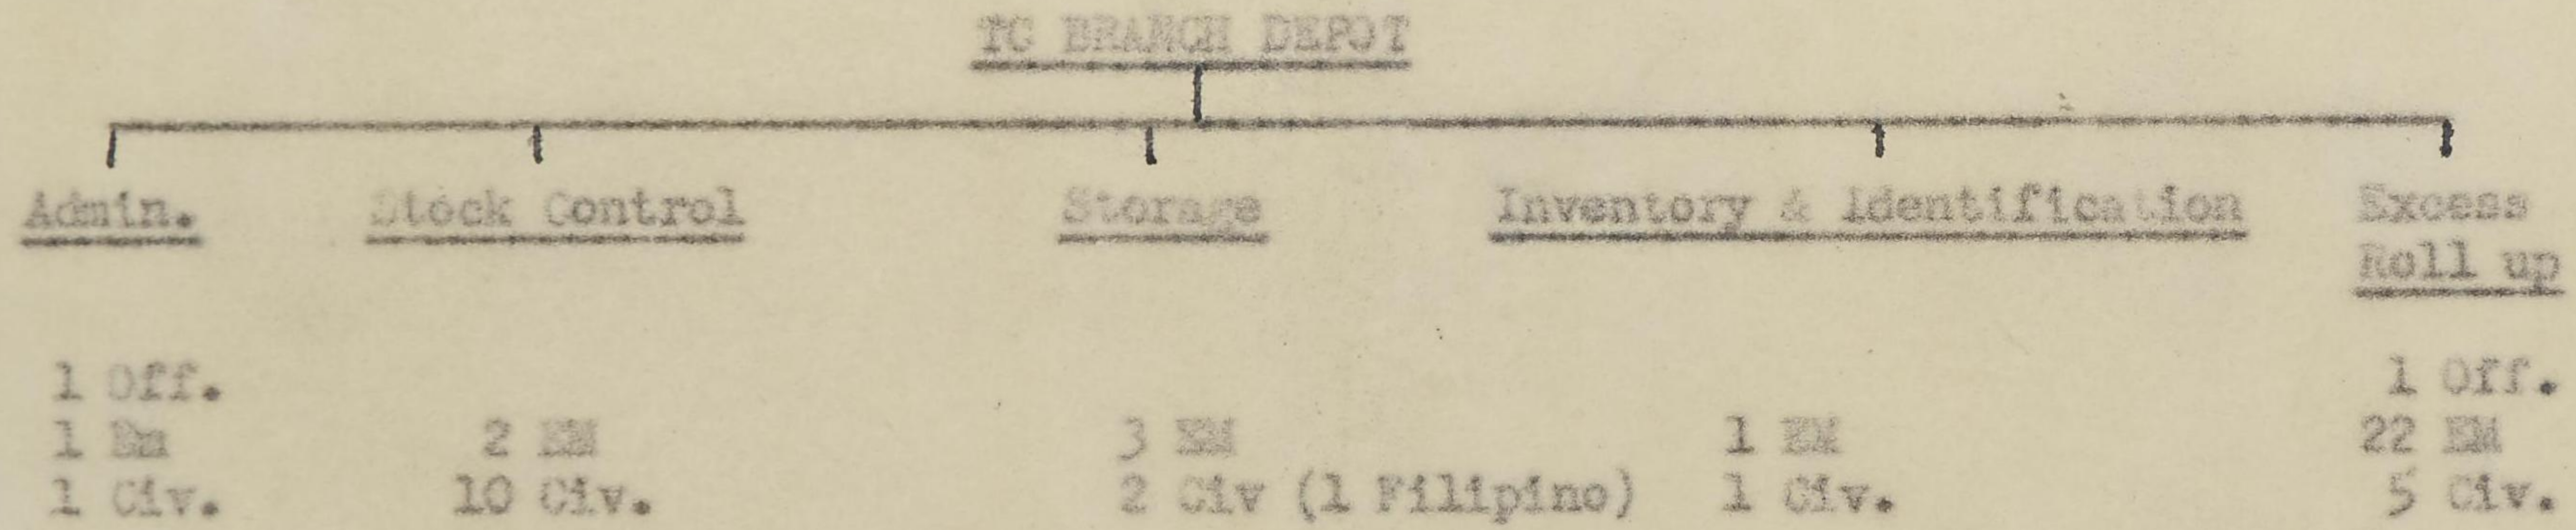 TC BRANCH DEPOT
Admin. Stock Control Storage Inventory & Identification Excess
Roll up
1 Off. 1 Off.
1 Em 2 EM 3 EM 1 EM 22 EM
1 Civ. 10 Civ. 2 Civ (1 Filipino) 1 Civ. 5 Civ.